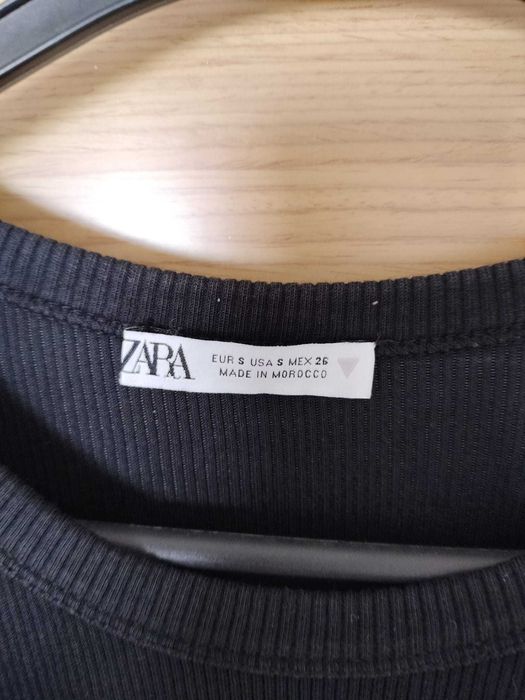 ZARA
EUR S USA S MEX 26
MADE IN MOROCCO